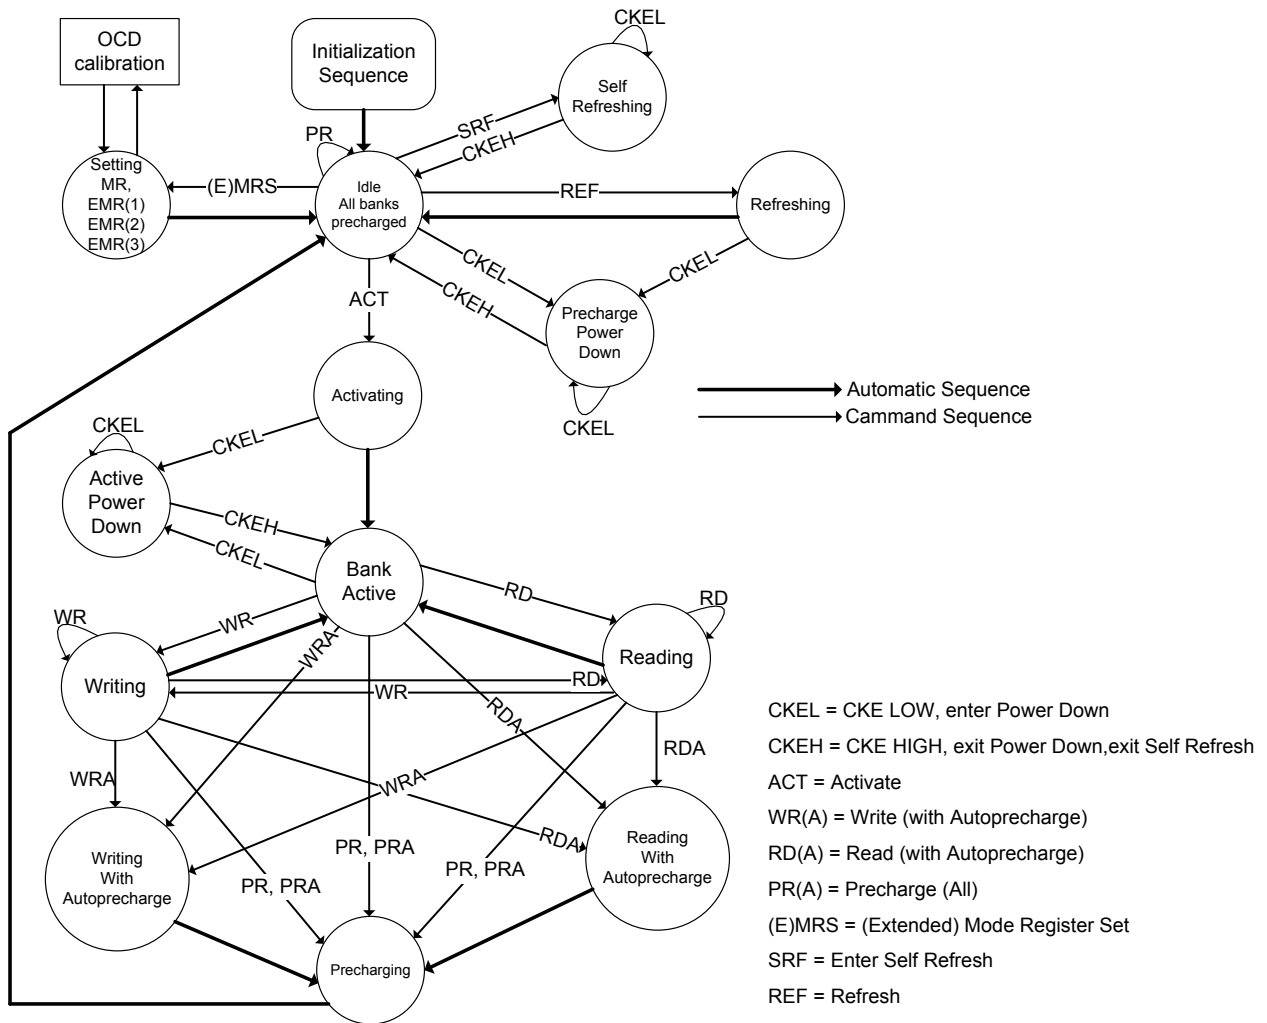 OCD
calibration
Initialization
Sequence
CKEL
Self
Refreshing
SRF
CKEH
PR
Setting
MR,
EMR(1)
EMR(2)
EMR(3)
(E)MRS
Idle
All banks
precharged
REF
Refreshing
CKEL
CKEH
CKEL
ACT
Precharge
Power
Down
CKEL
Activating
Automatic Sequence
Cammand Sequence
CKEL
CKEL
Active
Power
Down
CKEH
CKEL
Bank
Active
RD
RD
WR
WR
WRA
Writing
RD
WR
Reading
RDA
RDA
WRA
WRA
RDA
PR, PRA
PR, PRA
PR, PRA
Writing
With
Autoprecharge
Reading
With
Autoprecharge
Precharging
CKEL = CKE LOW, enter Power Down
CKEH = CKE HIGH, exit Power Down,exit Self Refresh
ACT = Activate
WR(A) = Write (with Autoprecharge)
RD(A) = Read (with Autoprecharge)
PR(A) = Precharge (All)
(E)MRS = (Extended) Mode Register Set
SRF = Enter Self Refresh
REF = Refresh